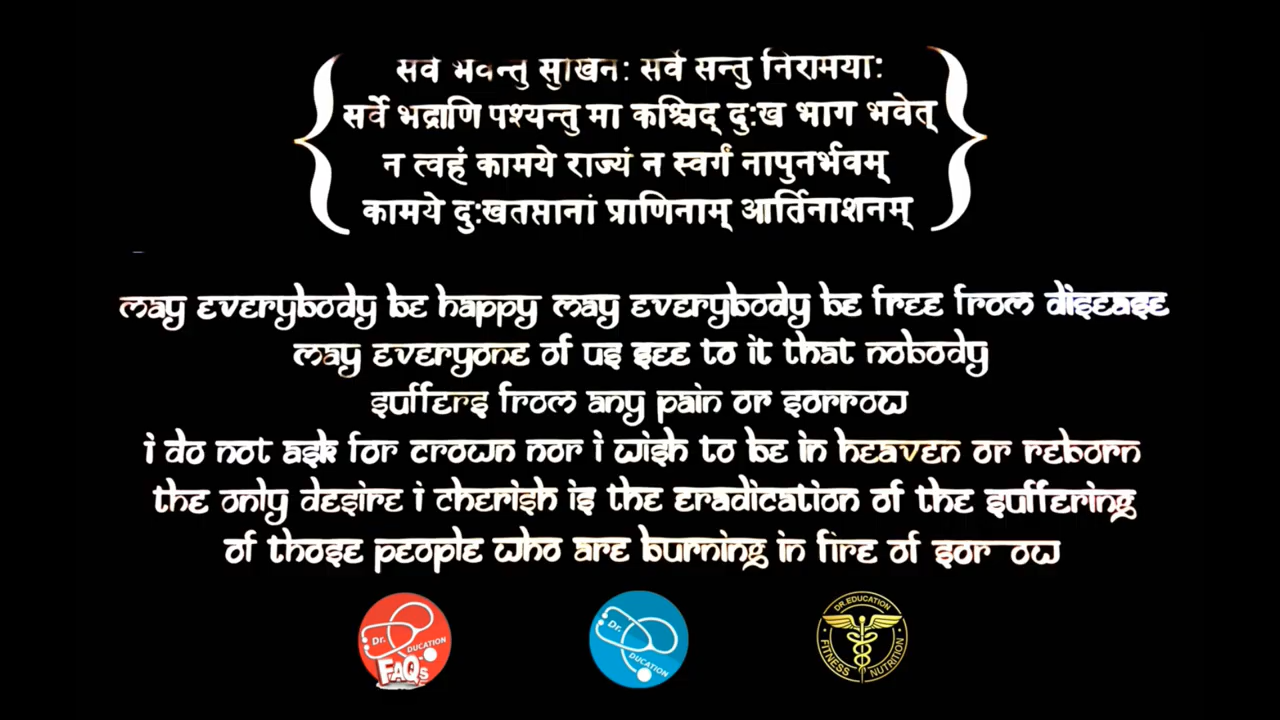 सर्वे भवन्तु सुखिन: सर्वे सन्तु निरामया:
सर्वे भद्राणि पश्यन्तु मा कश्चिद् दु:ख भाग भवेत्
न त्वहं कामये राज्यं न स्वर्गं नापुनर्भवम्
कामये दु:खतप्तानां प्राणिनाम् आर्तिनाशनम्
may everybody be happy may everybody be free from disease
may everyone of us see to it that nobody
suffers from any pain or sorrow
i do not ask for crown nor i wish to be in heaven or reborn
the only desire i cherish is the eradication of the suffering
of those people who are burning in fire of sor ow
Dr. DUCATION FAQs
Dr. DUCATION
DR.EDUCATION FITNESS NUTRITION